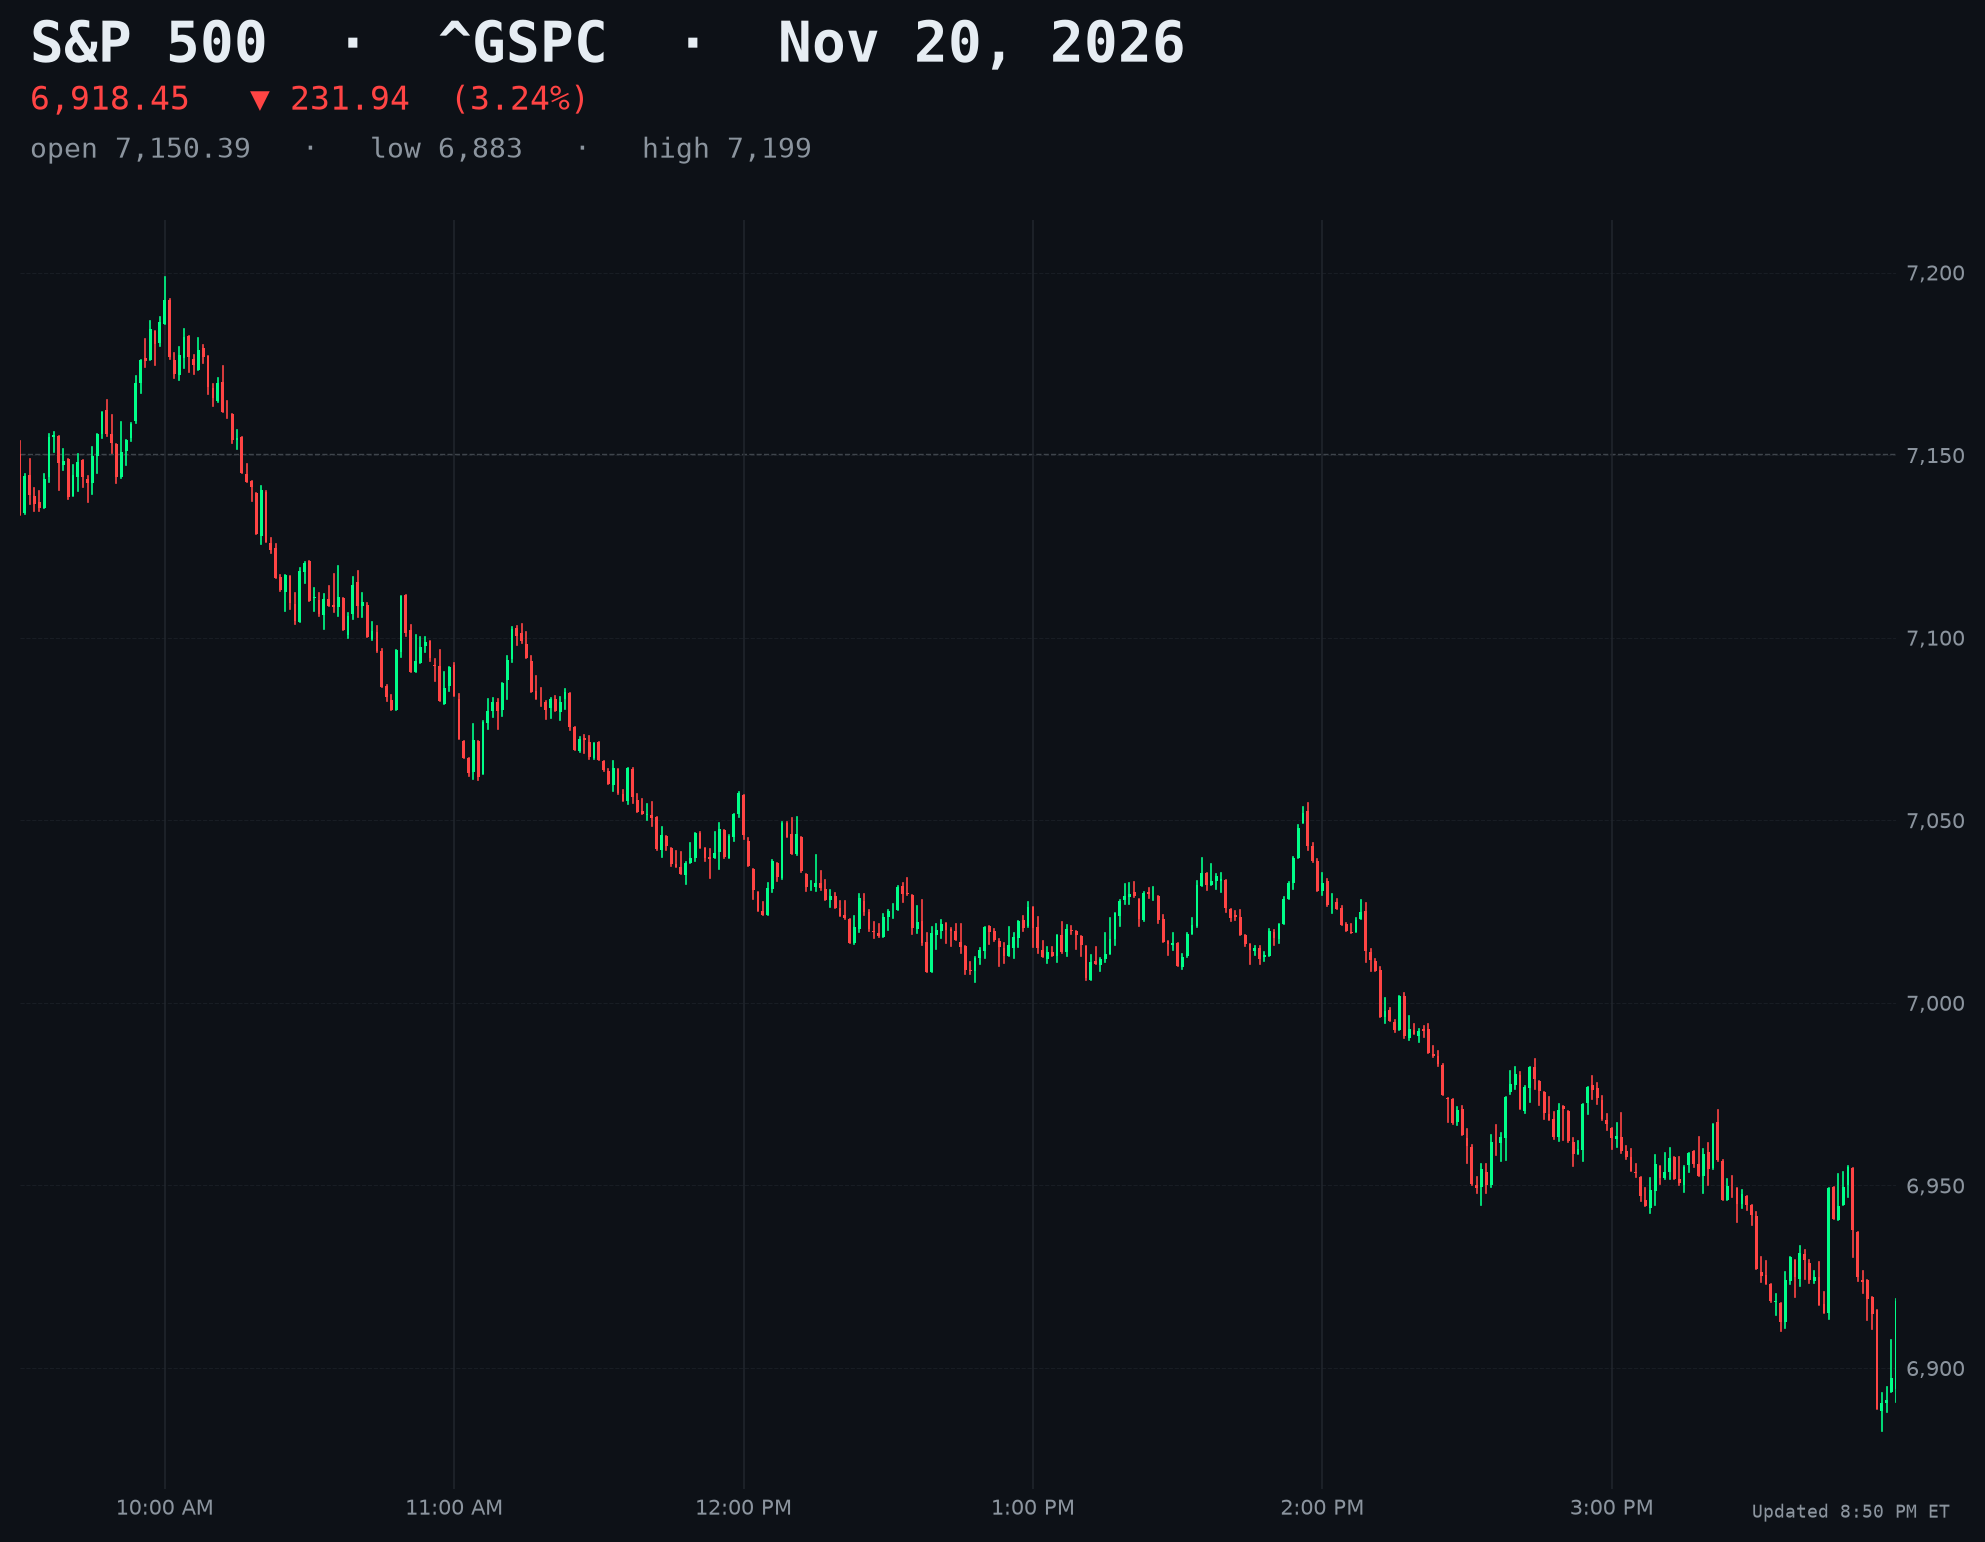 S&P 500 · ^GSPC · Nov 20, 2026
6,918.45 ▼ 231.94 (3.24%)
open 7,150.39 · low 6,883 · high 7,199
7,200
7,150
7,100
7,050
7,000
6,950
6,900
10:00 AM 11:00 AM 12:00 PM 1:00 PM 2:00 PM 3:00 PM
Updated 8:50 PM ET